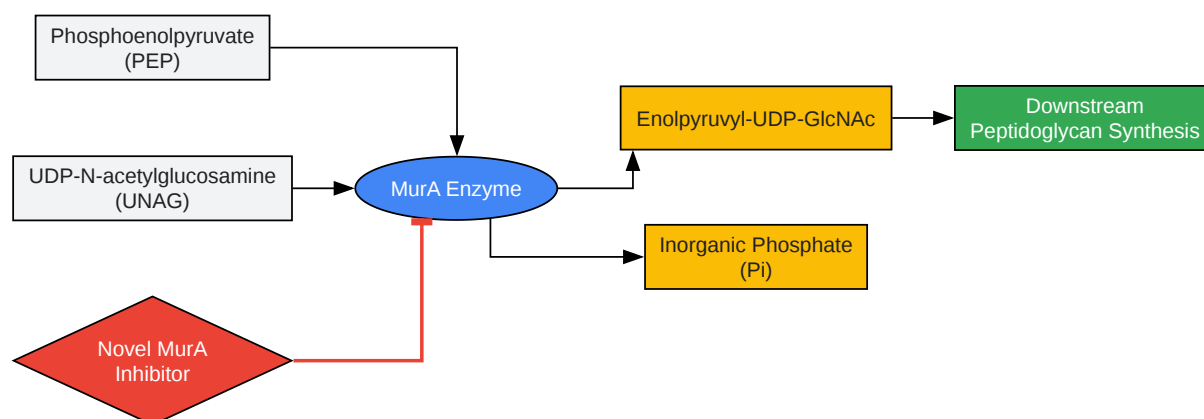 Phosphoenolpyruvate
(PEP)
UDP-N-acetylglucosamine
(UNAG)
Novel MurA
Inhibitor
MurA Enzyme
Enolpyruvyl-UDP-GlcNAc
Inorganic Phosphate
(Pi)
Downstream
Peptidoglycan Synthesis